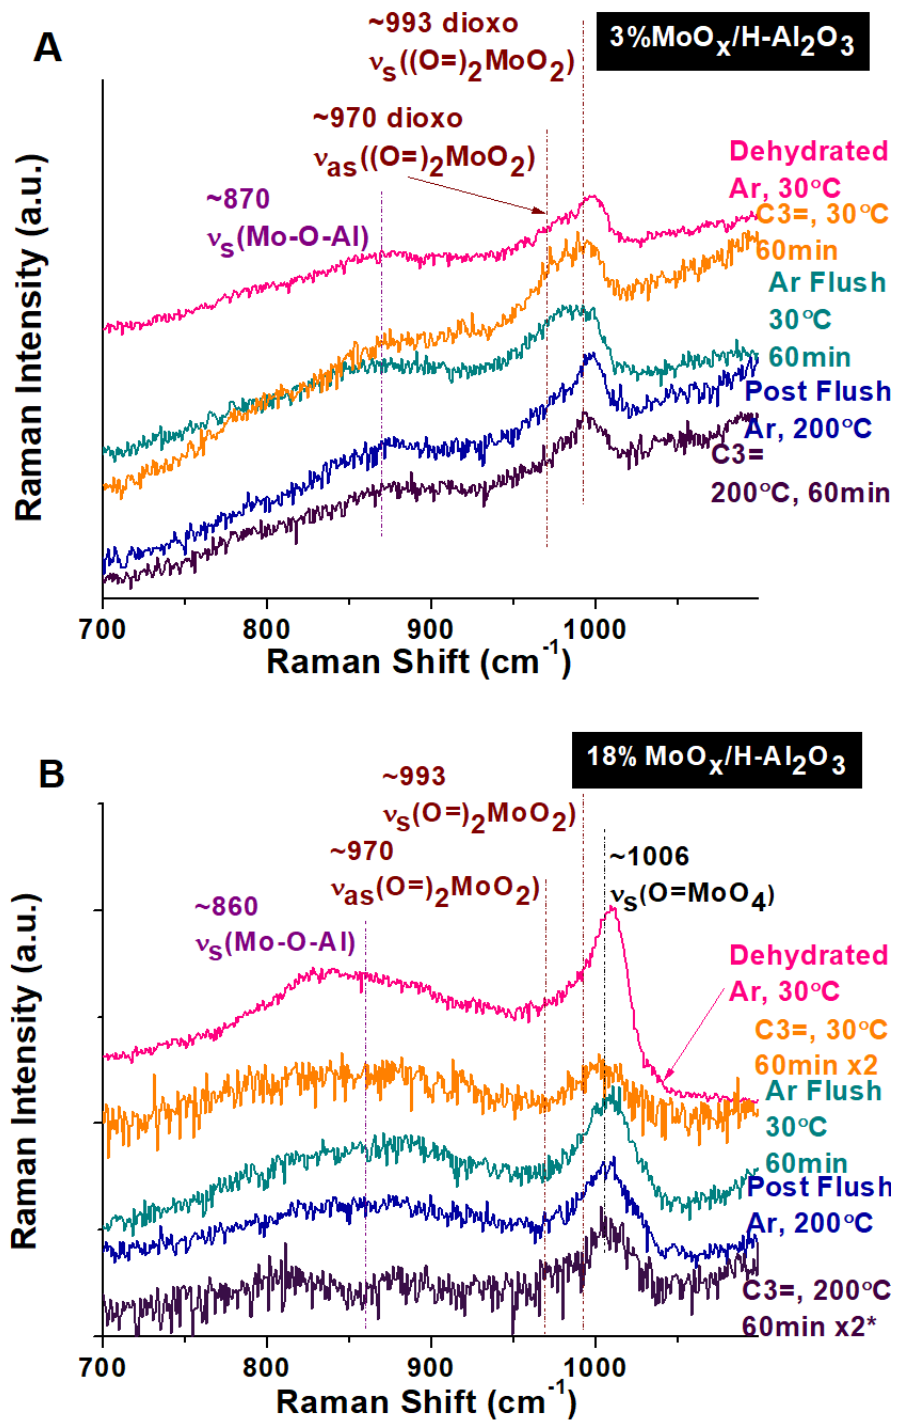 A
~993 dioxo
νs((O=)2MoO2)
3%MoOx/H-Al2O3
~970 dioxo
νas((O=)2MoO2)
~870
νs(Mo-O-Al)
Dehydrated
Ar, 30°C
C3=, 30°C
60min
Ar Flush
30°C
60min
Post Flush
Ar, 200°C
C3=
200°C, 60min
Raman Intensity (a.u.)
700 800 900 1000
Raman Shift (cm-1)
B
18% MoOx/H-Al2O3
~993
νs(O=)2MoO2)
~970
νas(O=)2MoO2)
~1006
νs(O=MoO4)
~860
νs(Mo-O-Al)
Dehydrated
Ar, 30°C
C3=, 30°C
60min x2
Ar Flush
30°C
60min
Post Flush
Ar, 200°C
C3=, 200°C
60min x2*
Raman Intensity (a.u.)
700 800 900 1000
Raman Shift (cm-1)